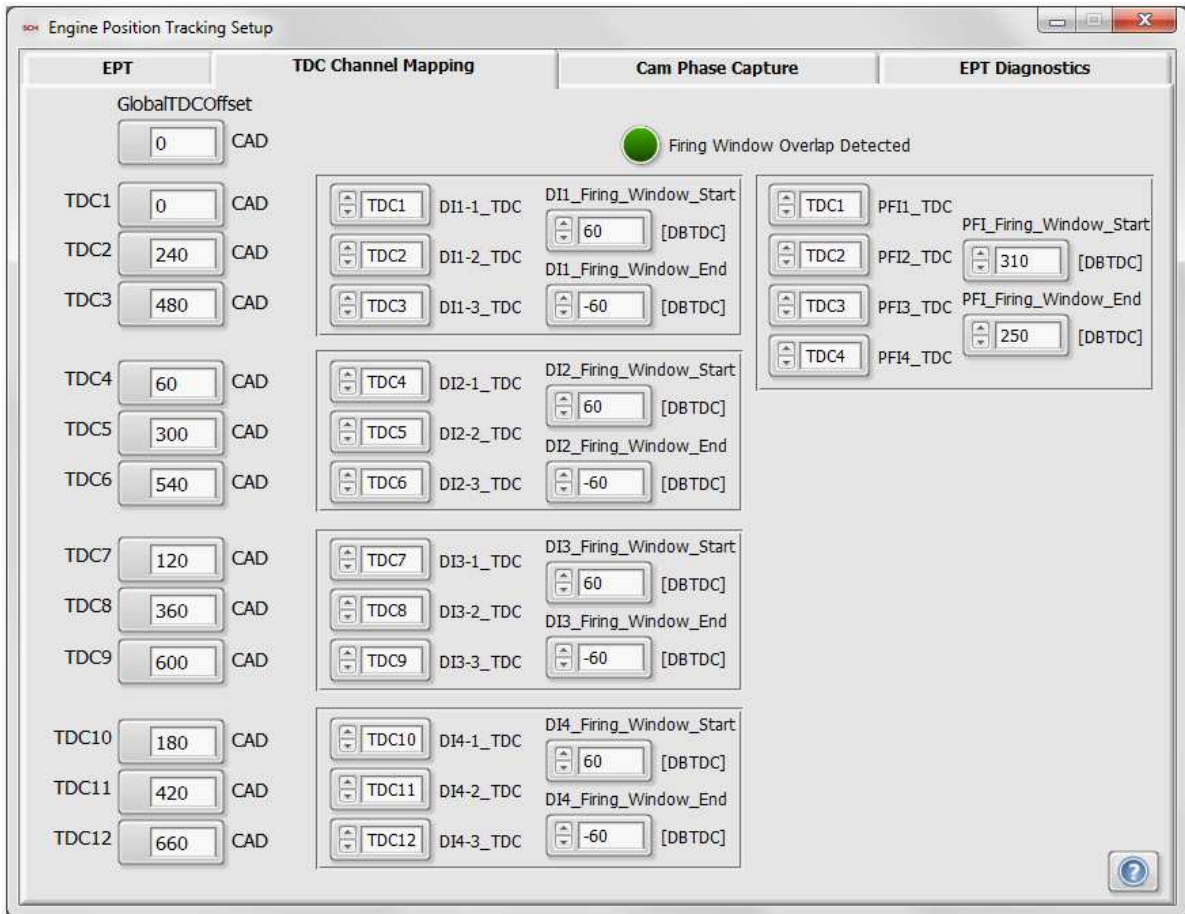 SCM Engine Position Tracking Setup
EPT TDC Channel Mapping Cam Phase Capture EPT Diagnostics
GlobalTDCOffset
0 CAD
Firing Window Overlap Detected
TDC1 0 CAD
TDC2 240 CAD
TDC3 480 CAD
TDC1 DI1-1_TDC
TDC2 DI1-2_TDC
TDC3 DI1-3_TDC
DI1_Firing_Window_Start
60 [DBTDC]
DI1_Firing_Window_End
-60 [DBTDC]
TDC1 PFI1_TDC
TDC2 PFI2_TDC
TDC3 PFI3_TDC
TDC4 PFI4_TDC
PFI_Firing_Window_Start
310 [DBTDC]
PFI_Firing_Window_End
250 [DBTDC]
TDC4 60 CAD
TDC5 300 CAD
TDC6 540 CAD
TDC4 DI2-1_TDC
TDC5 DI2-2_TDC
TDC6 DI2-3_TDC
DI2_Firing_Window_Start
60 [DBTDC]
DI2_Firing_Window_End
-60 [DBTDC]
TDC7 120 CAD
TDC8 360 CAD
TDC9 600 CAD
TDC7 DI3-1_TDC
TDC8 DI3-2_TDC
TDC9 DI3-3_TDC
DI3_Firing_Window_Start
60 [DBTDC]
DI3_Firing_Window_End
-60 [DBTDC]
TDC10 180 CAD
TDC11 420 CAD
TDC12 660 CAD
TDC10 DI4-1_TDC
TDC11 DI4-2_TDC
TDC12 DI4-3_TDC
DI4_Firing_Window_Start
60 [DBTDC]
DI4_Firing_Window_End
-60 [DBTDC]
?